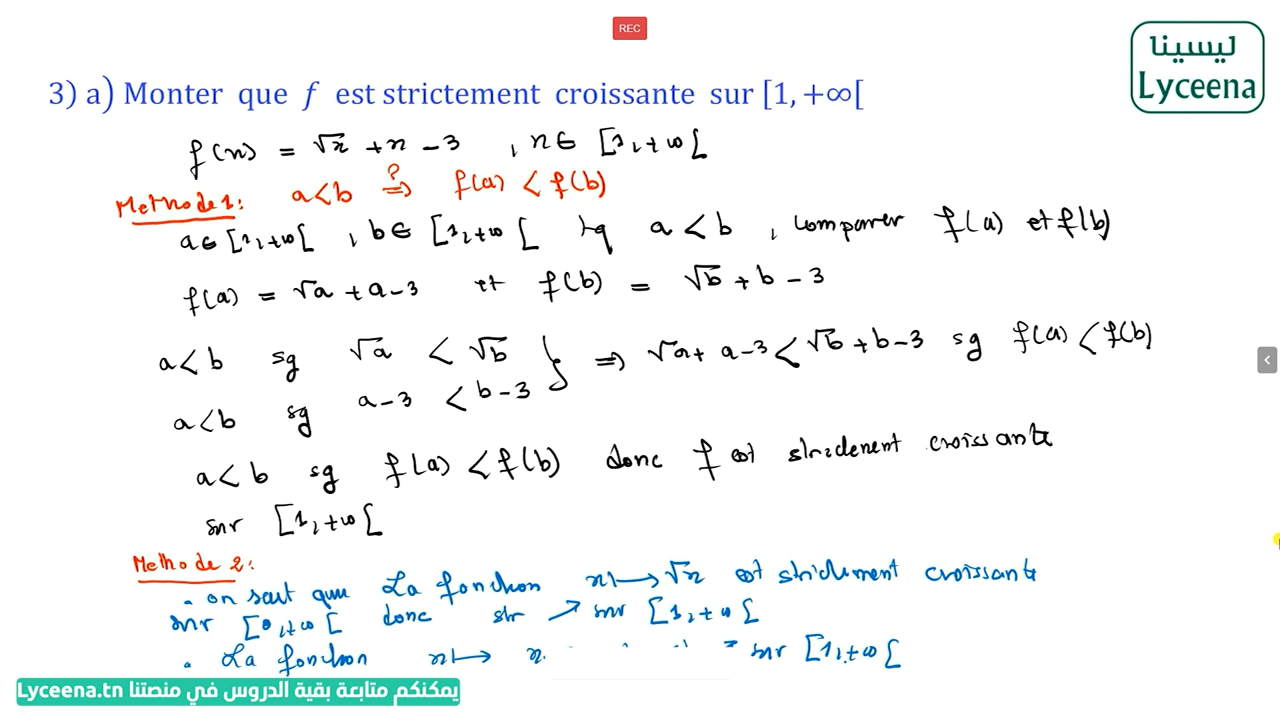 REC
ليسينا
Lyceena
3) a) Monter que f est strictement croissante sur [1, +∞[
f(x) = √x + x - 3 , x ∈ [1, +∞[
Methode 1: a < b ?⇒ f(a) < f(b)
a ∈ [1, +∞[ , b ∈ [1, +∞[ tq a < b , comparer f(a) et f(b)
f(a) = √a + a - 3 et f(b) = √b + b - 3
a < b sg √a < √b } ⇒ √a + a - 3 < √b + b - 3 sg f(a) < f(b)
a < b sg a - 3 < b - 3
a < b sg f(a) < f(b) donc f est strictement croissante
sur [1, +∞[
Methode 2:
. on sait que La fonction x ↦ √x est strictement croissante
sur [0, +∞[ donc str ↗ sur [1, +∞[
. La fonction x ↦ x sur [1, +∞[
يمكنكم متابعة بقية الدروس في منصتنا Lyceena.tn